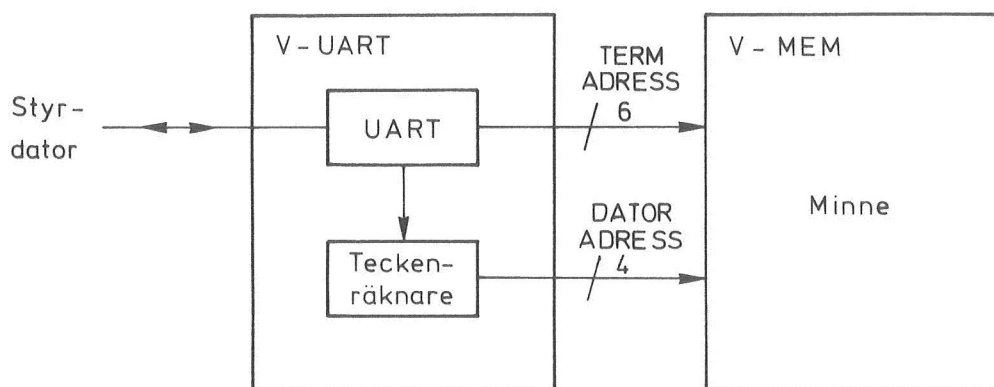 V-UART
V-MEM
TERM
ADRESS
6
Styr-
dator
UART
DATOR
ADRESS
4
Minne
Tecken-
räknare